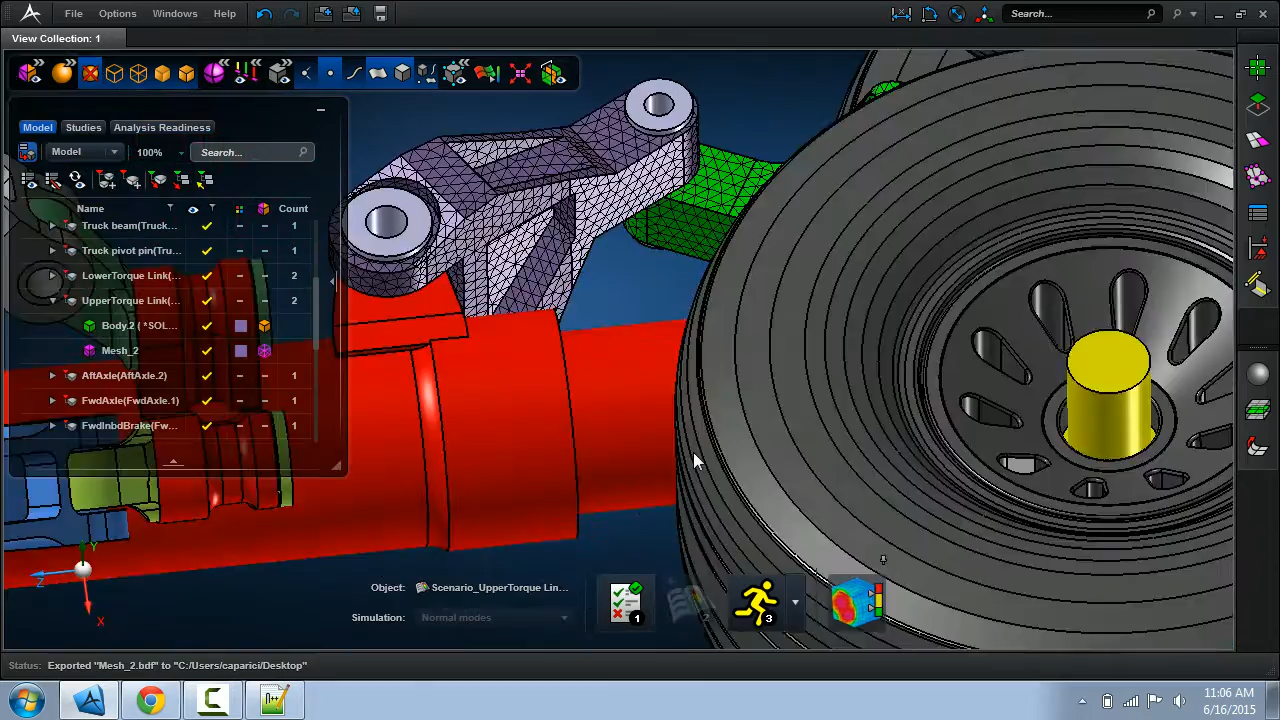 File Options Windows Help Search...
View Collection: 1
Model Studies Analysis Readiness
Model 100% Search...
Name Count
Truck beam(Truck... 1
Truck pivot pin(Tru... 1
LowerTorque Link(... 2
UpperTorque Link(... 2
Body.2 ( *SOL...
Mesh_2
AftAxle(AftAxle.2) 1
FwdAxle(FwdAxle.1) 1
FwdInbdBrake(Fw... 1
Y
Z
X
Object: Scenario_UpperTorque Lin...
Simulation: Normal modes
1 2 3
Status: Exported "Mesh_2.bdf" to "C:/Users/caparici/Desktop"
11:06 AM
6/16/2015